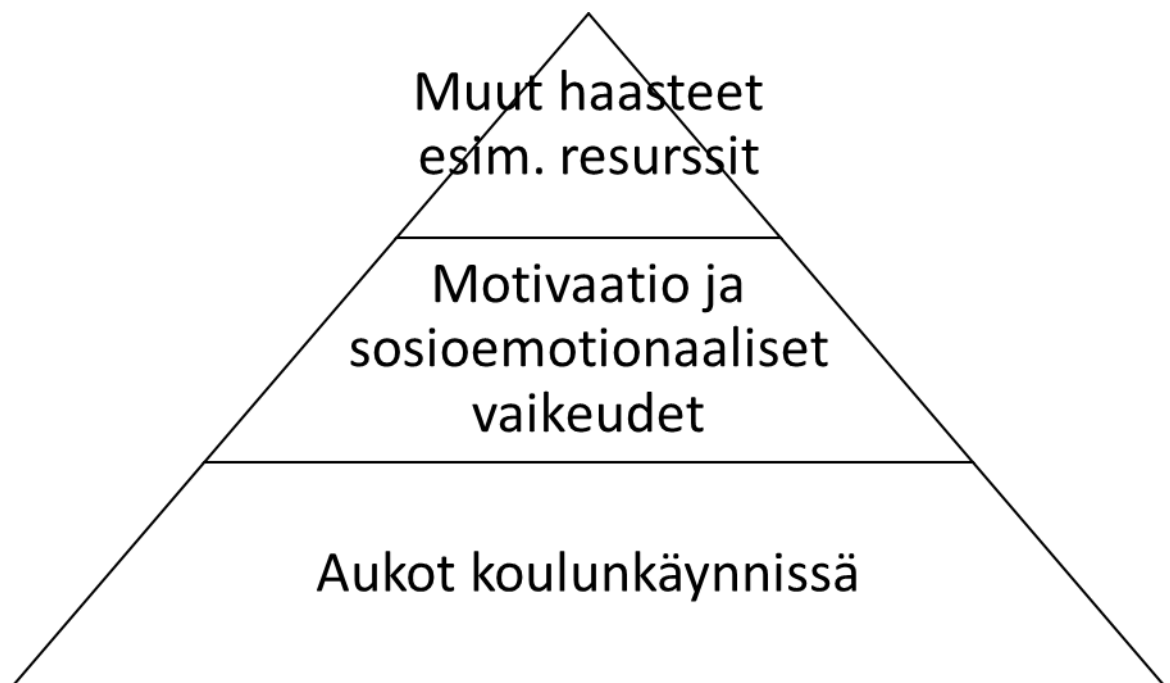 Muut haasteet
esim. resurssit
Motivaatio ja
sosioemotionaaliset
vaikeudet
Aukot koulunkäynnissä